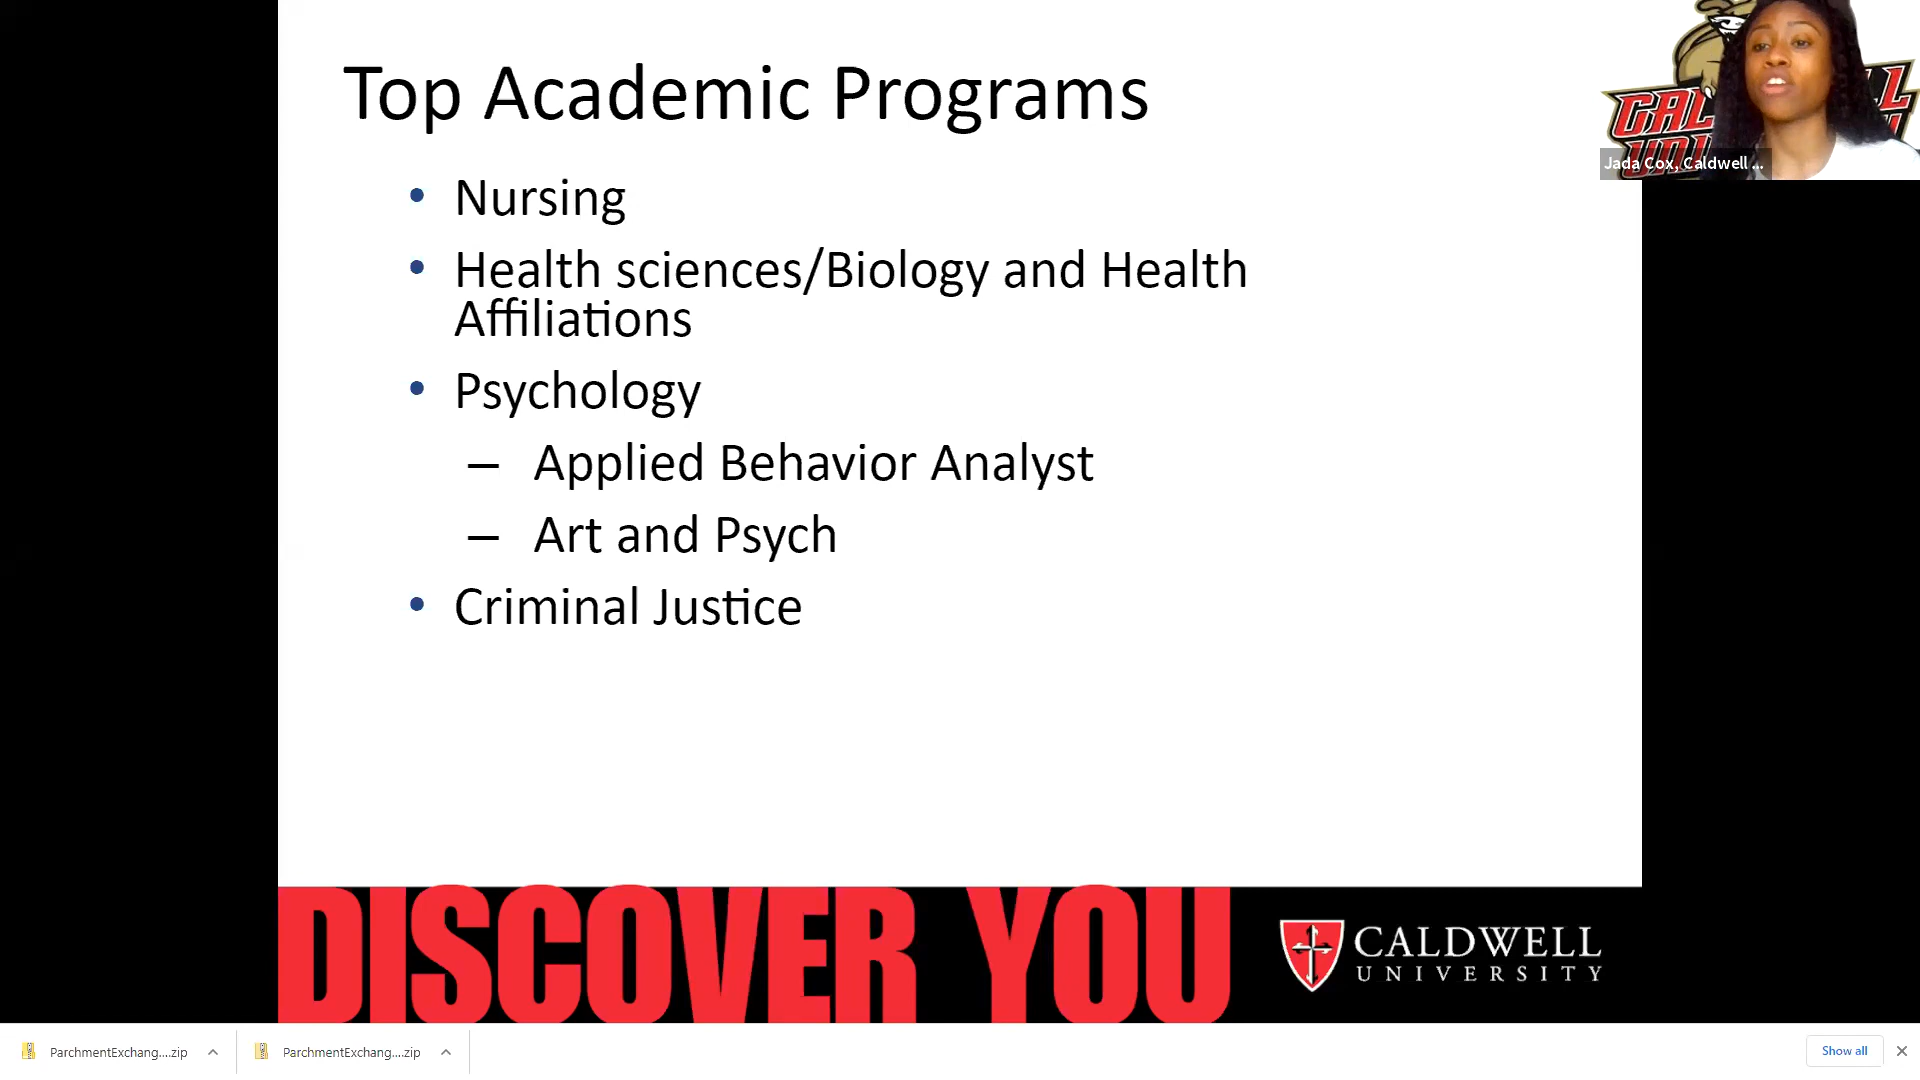 Top Academic Programs
• Nursing
• Health sciences/Biology and Health
Affiliations
• Psychology
– Applied Behavior Analyst
– Art and Psych
• Criminal Justice
Jada Cox, Caldwell ...
DISCOVER YOU
CALDWELL
UNIVERSITY
ParchmentExchang....zip
ParchmentExchang....zip
Show all